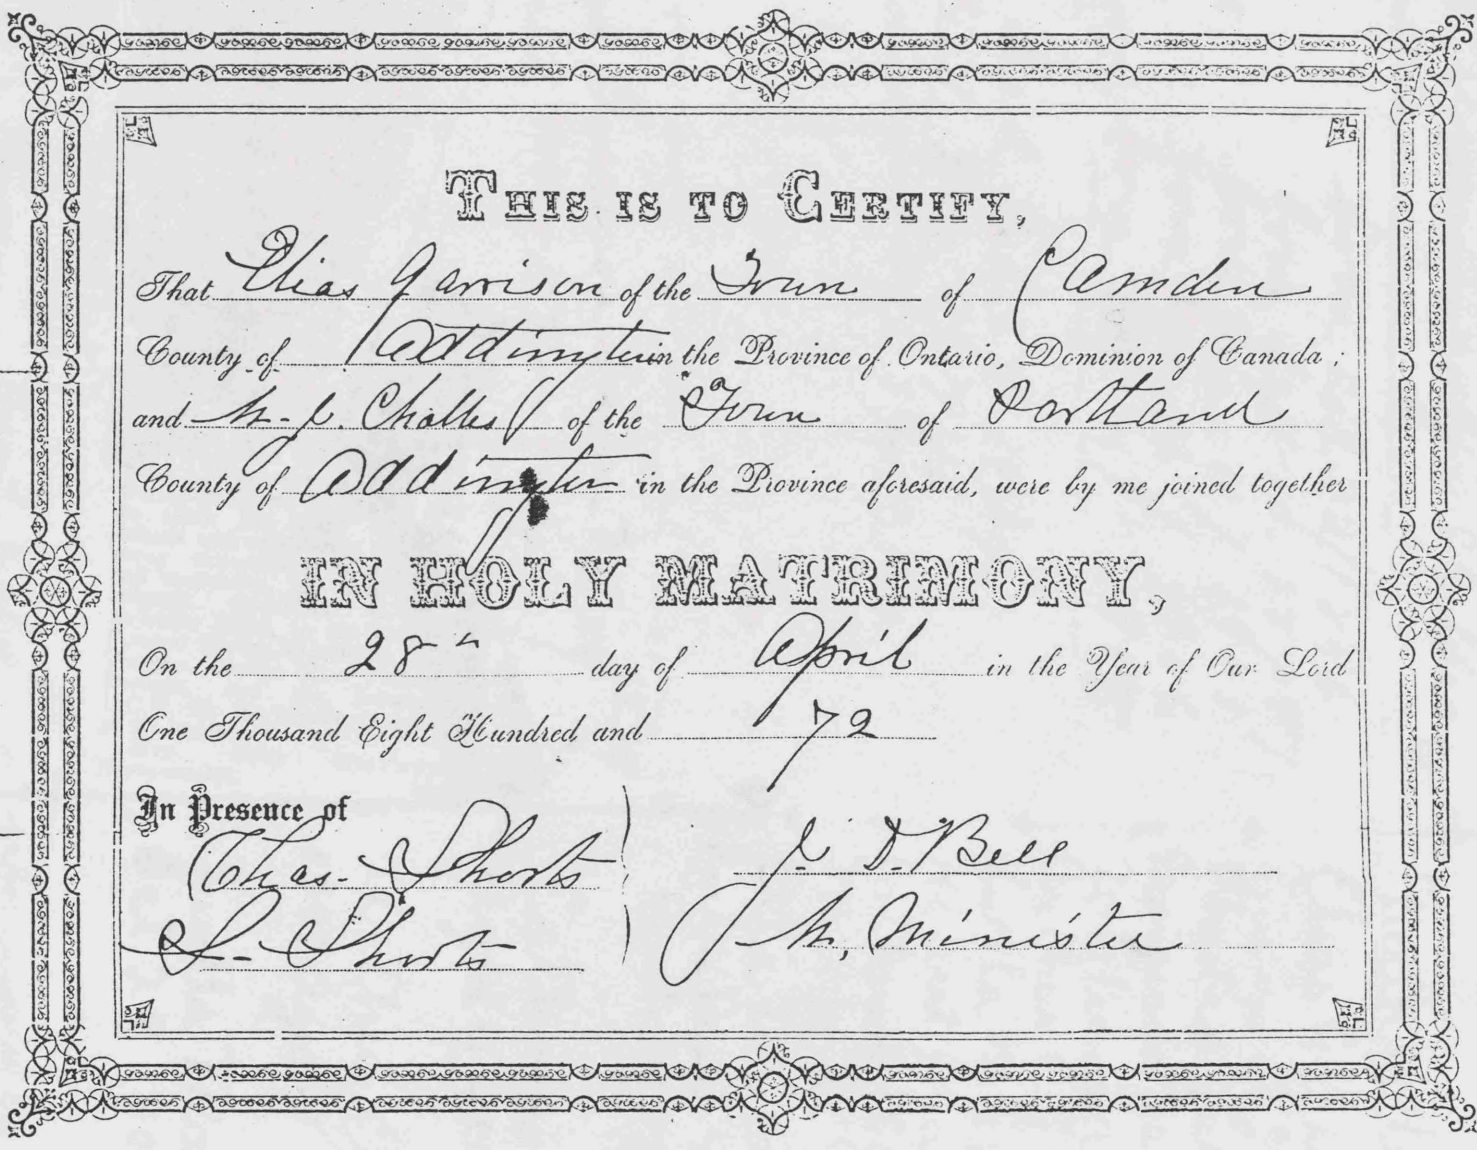 THIS IS TO CERTIFY,
That Elias Garrison of the Town of Camden
County of Addington in the Province of Ontario, Dominion of Canada;
and M. J. of the Town of Portland
County of Addington in the Province aforesaid, were by me joined together
IN HOLY MATRIMONY,
On the 28th day of April in the Year of Our Lord
One Thousand Eight Hundred and 72
In Presence of
Chas. Shorts J. D. Bell
S. Shorts M. Minister